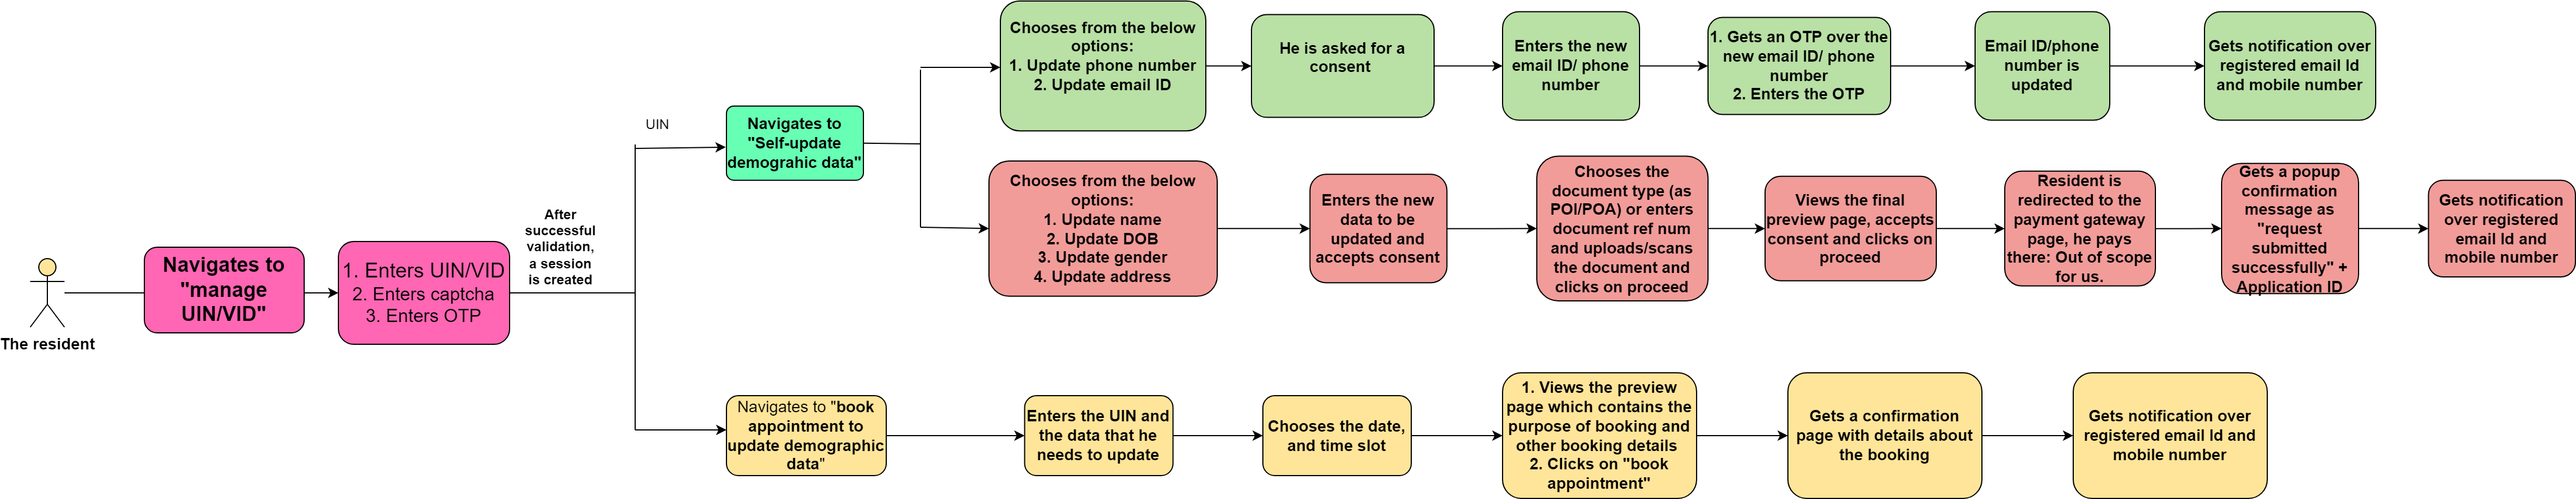 The resident
Navigates to
"manage
UIN/VID"
1. Enters UIN/VID
2. Enters captcha
3. Enters OTP
After
successful
validation,
a session
is created
UIN
Navigates to
"Self-update
demograhic data"
Chooses from the below
options:
1. Update phone number
2. Update email ID
He is asked for a
consent
Enters the new
email ID/ phone
number
1. Gets an OTP over the
new email ID/ phone
number
2. Enters the OTP
Email ID/phone
number is
updated
Gets notification over
registered email Id
and mobile number
Chooses from the below
options:
1. Update name
2. Update DOB
3. Update gender
4. Update address
Enters the new
data to be
updated and
accepts consent
Chooses the
document type (as
POI/POA) or enters
document ref num
and uploads/scans
the document and
clicks on proceed
Views the final
preview page, accepts
consent and clicks on
proceed
Resident is
redirected to the
payment gateway
page, he pays
there: Out of scope
for us.
Gets a popup
confirmation
message as
"request
submitted
successfully" +
Application ID
Gets notification
over registered
email Id and
mobile number
Navigates to "book
appointment to
update demographic
data"
Enters the UIN and
the data that he
needs to update
Chooses the date,
and time slot
1. Views the preview
page which contains the
purpose of booking and
other booking details
2. Clicks on "book
appointment"
Gets a confirmation
page with details about
the booking
Gets notification over
registered email Id and
mobile number